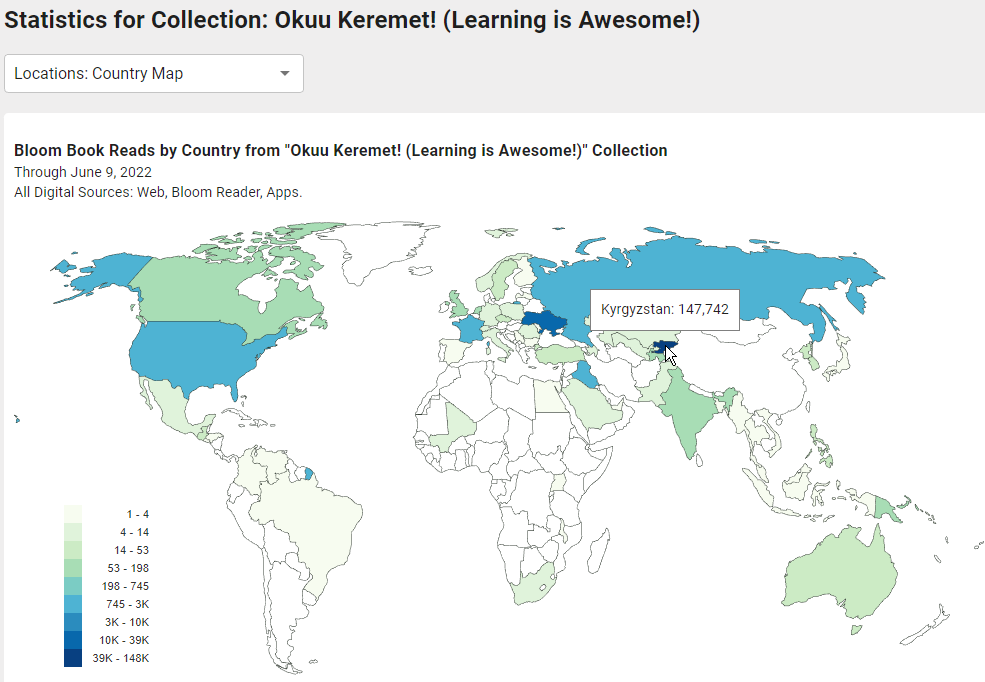 Statistics for Collection: Okuu Keremet! (Learning is Awesome!)
Locations: Country Map
Bloom Book Reads by Country from "Okuu Keremet! (Learning is Awesome!)" Collection
Through June 9, 2022
All Digital Sources: Web, Bloom Reader, Apps.
Kyrgyzstan: 147,742
1 - 4
4 - 14
14 - 53
53 - 198
198 - 745
745 - 3K
3K - 10K
10K - 39K
39K - 148K